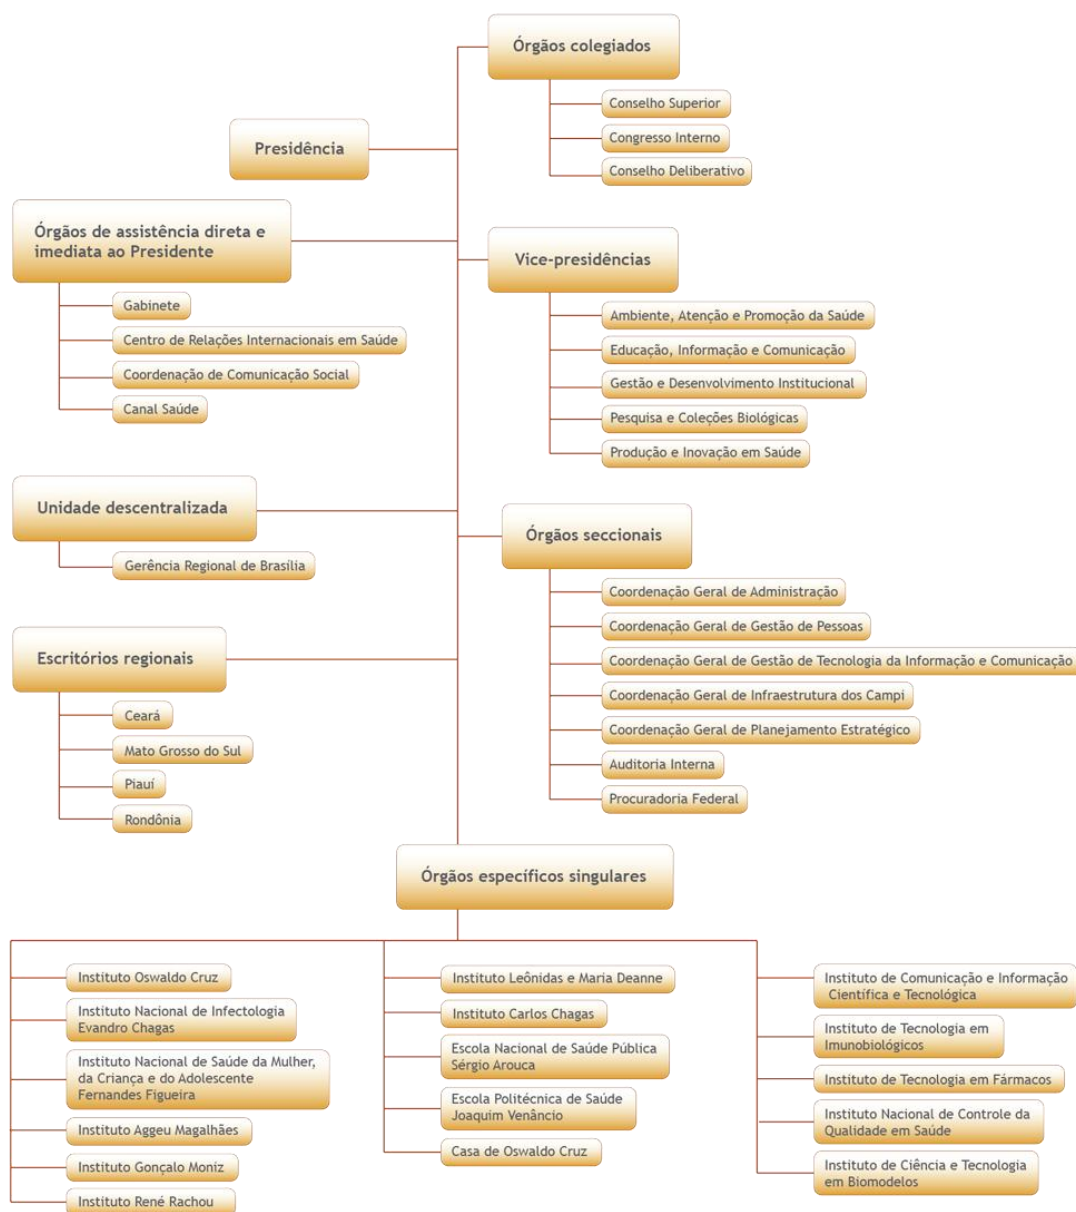 Órgãos colegiados
Conselho Superior
Congresso Interno
Conselho Deliberativo
Presidência
Órgãos de assistência direta e
imediata ao Presidente
Gabinete
Centro de Relações Internacionais em Saúde
Coordenação de Comunicação Social
Canal Saúde
Vice-presidências
Ambiente, Atenção e Promoção da Saúde
Educação, Informação e Comunicação
Gestão e Desenvolvimento Institucional
Pesquisa e Coleções Biológicas
Produção e Inovação em Saúde
Unidade descentralizada
Gerência Regional de Brasília
Órgãos seccionais
Coordenação Geral de Administração
Coordenação Geral de Gestão de Pessoas
Coordenação Geral de Gestão de Tecnologia da Informação e Comunicação
Coordenação Geral de Infraestrutura dos Campi
Coordenação Geral de Planejamento Estratégico
Auditoria Interna
Procuradoria Federal
Escritórios regionais
Ceará
Mato Grosso do Sul
Piauí
Rondônia
Órgãos específicos singulares
Instituto Oswaldo Cruz
Instituto Nacional de Infectologia
Evandro Chagas
Instituto Nacional de Saúde da Mulher,
da Criança e do Adolescente
Fernandes Figueira
Instituto Aggeu Magalhães
Instituto Gonçalo Moniz
Instituto René Rachou
Instituto Leônidas e Maria Deanne
Instituto Carlos Chagas
Escola Nacional de Saúde Pública
Sérgio Arouca
Escola Politécnica de Saúde
Joaquim Venâncio
Casa de Oswaldo Cruz
Instituto de Comunicação e Informação
Científica e Tecnológica
Instituto de Tecnologia em
Imunobiológicos
Instituto de Tecnologia em Fármacos
Instituto Nacional de Controle da
Qualidade em Saúde
Instituto de Ciência e Tecnologia
em Biomodelos